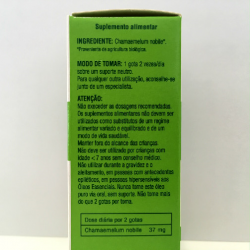 Suplemento alimentar
INGREDIENTE: Chamaemelum nobile*.
*Proveniente de agricultura biológica.
MODO DE TOMAR: 1 gota 2 vezes/dia
sobre um suporte neutro.
Para qualquer outra utilização, aconselhe-se
junto de um especialista.
ATENÇÃO:
Não exceder as dosagens recomendadas.
Os suplementos alimentares não devem ser
utilizados como substitutos de um regime
alimentar variado e equilibrado e de um
modo de vida saudável.
Manter fora do alcance das crianças.
Não deve ser utilizado por crianças com
idade < 7 anos sem conselho médico.
Não utilizar durante a gravidez e o
aleitamento, em pessoas com
antecedentes epiléticos,
em pessoas hipersensíveis aos
Óleos Essenciais. Nunca tome este óleo
puro via oral, sem suporte. Não tome mais
do que 2 gotas/toma.
Dose diária per 2 gotas
Chamaemelum nobile 37 mg